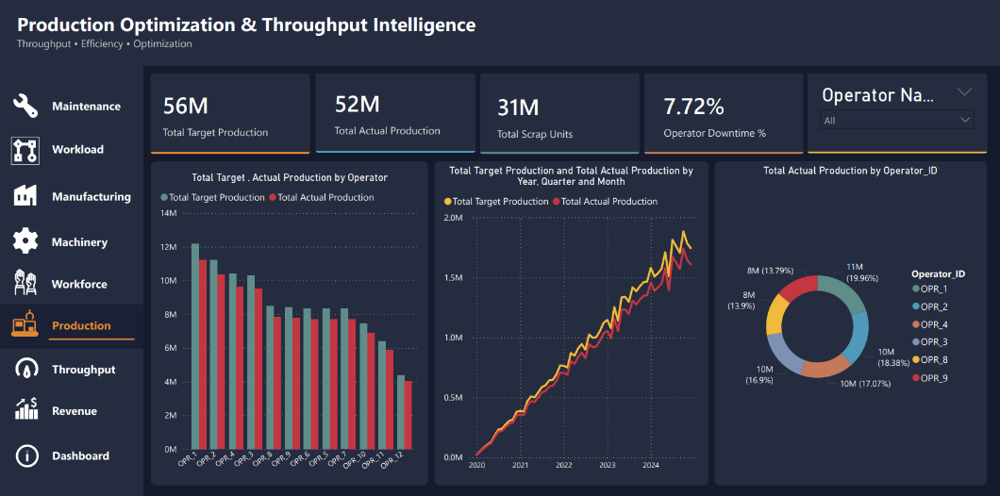 Production Optimization & Throughput Intelligence
Throughput • Efficiency • Optimization
Maintenance
Workload
Manufacturing
Machinery
Workforce
Production
Throughput
Revenue
Dashboard
56M
Total Target Production
52M
Total Actual Production
31M
Total Scrap Units
7.72%
Operator Downtime %
Operator Na...
All
Total Target , Actual Production by Operator
Total Target Production Total Actual Production
14M
12M
10M
8M
6M
4M
2M
0M
OPR_1
OPR_2
OPR_4
OPR_3
OPR_8
OPR_9
OPR_6
OPR_5
OPR_7
OPR_10
OPR_11
OPR_12
Total Target Production and Total Actual Production by
Year, Quarter and Month
Total Target Production Total Actual Production
2.0M
1.5M
1.0M
0.5M
0.0M
2020 2021 2022 2023 2024
Total Actual Production by Operator_ID
11M
(19.96%)
10M
(18.38%)
10M (17.07%)
10M
(16.9%)
8M
(13.9%)
8M (13.79%)
Operator_ID
OPR_1
OPR_2
OPR_4
OPR_3
OPR_8
OPR_9